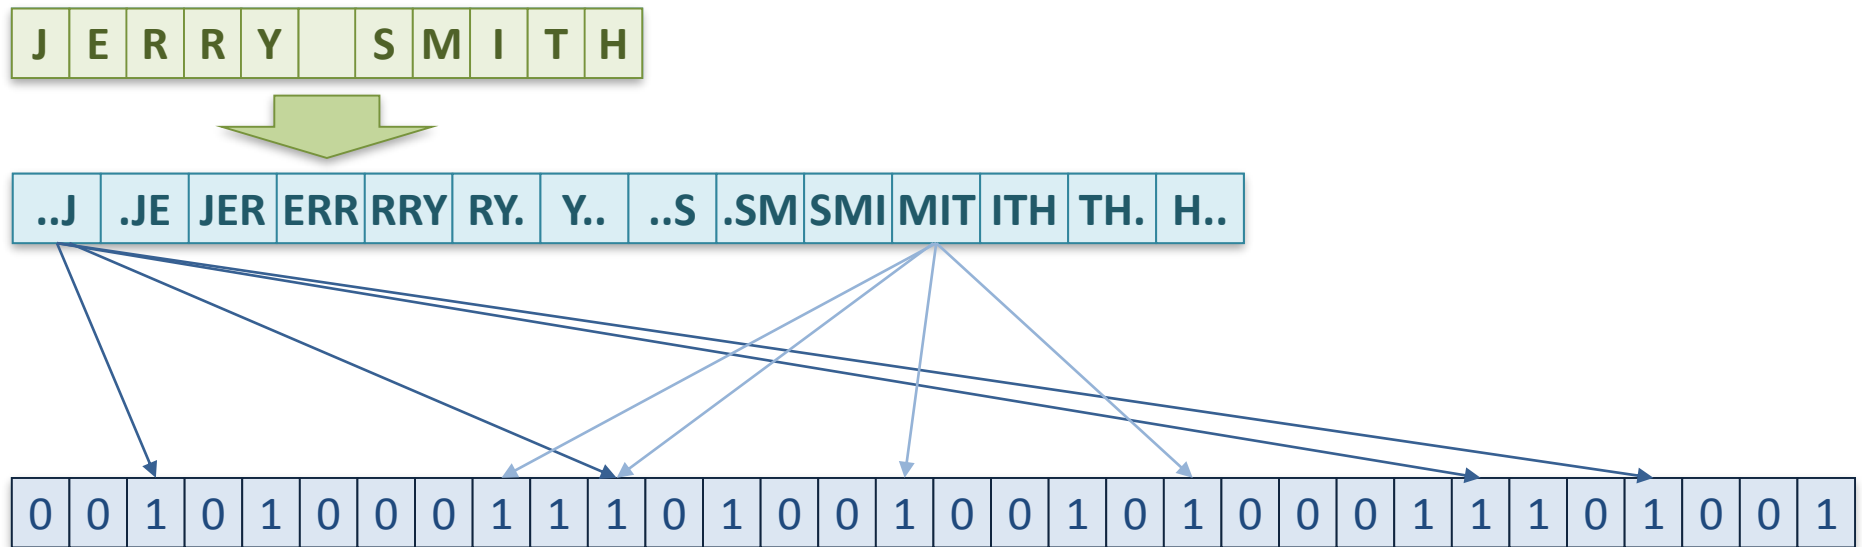 J E R R Y S M I T H
..J .JE JER ERR RRY RY. Y.. ..S .SM SMI MIT ITH TH. H..
0 0 1 0 1 0 0 0 1 1 1 0 1 0 0 1 0 0 1 0 1 0 0 0 1 1 1 0 1 0 0 1